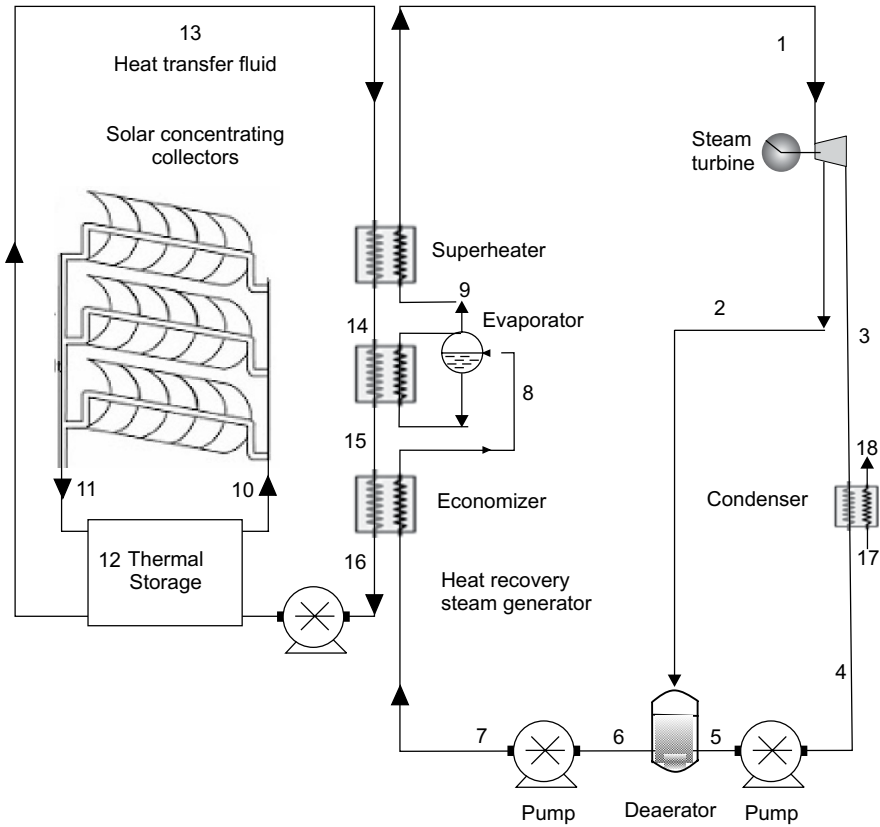 13
Heat transfer fluid
1
Solar concentrating
collectors
Steam
turbine
Superheater
9
Evaporator
2
14
3
8
15
18
11
10
Economizer
Condenser
12 Thermal
Storage
16
17
Heat recovery
steam generator
4
7
6
5
Pump
Deaerator
Pump